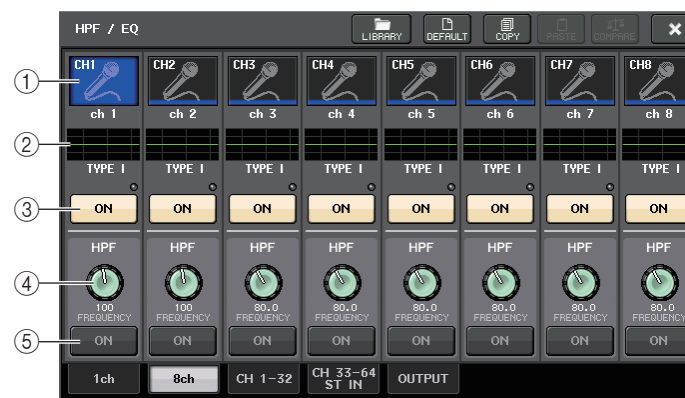 HPF / EQ
LIBRARY DEFAULT COPY PASTE COMPARE ×
CH1 CH2 CH3 CH4 CH5 CH6 CH7 CH8
① 
ch 1 ch 2 ch 3 ch 4 ch 5 ch 6 ch 7 ch 8
②
TYPE I TYPE I TYPE I TYPE I TYPE I TYPE I TYPE I TYPE I
③ ON ON ON ON ON ON ON ON
HPF HPF HPF HPF HPF HPF HPF HPF
④
100 100 80.0 80.0 80.0 80.0 80.0 80.0
FREQUENCY FREQUENCY FREQUENCY FREQUENCY FREQUENCY FREQUENCY FREQUENCY FREQUENCY
⑤ ON ON ON ON ON ON ON ON
1ch 8ch CH 1-32 CH 33-64 OUTPUT
ST IN